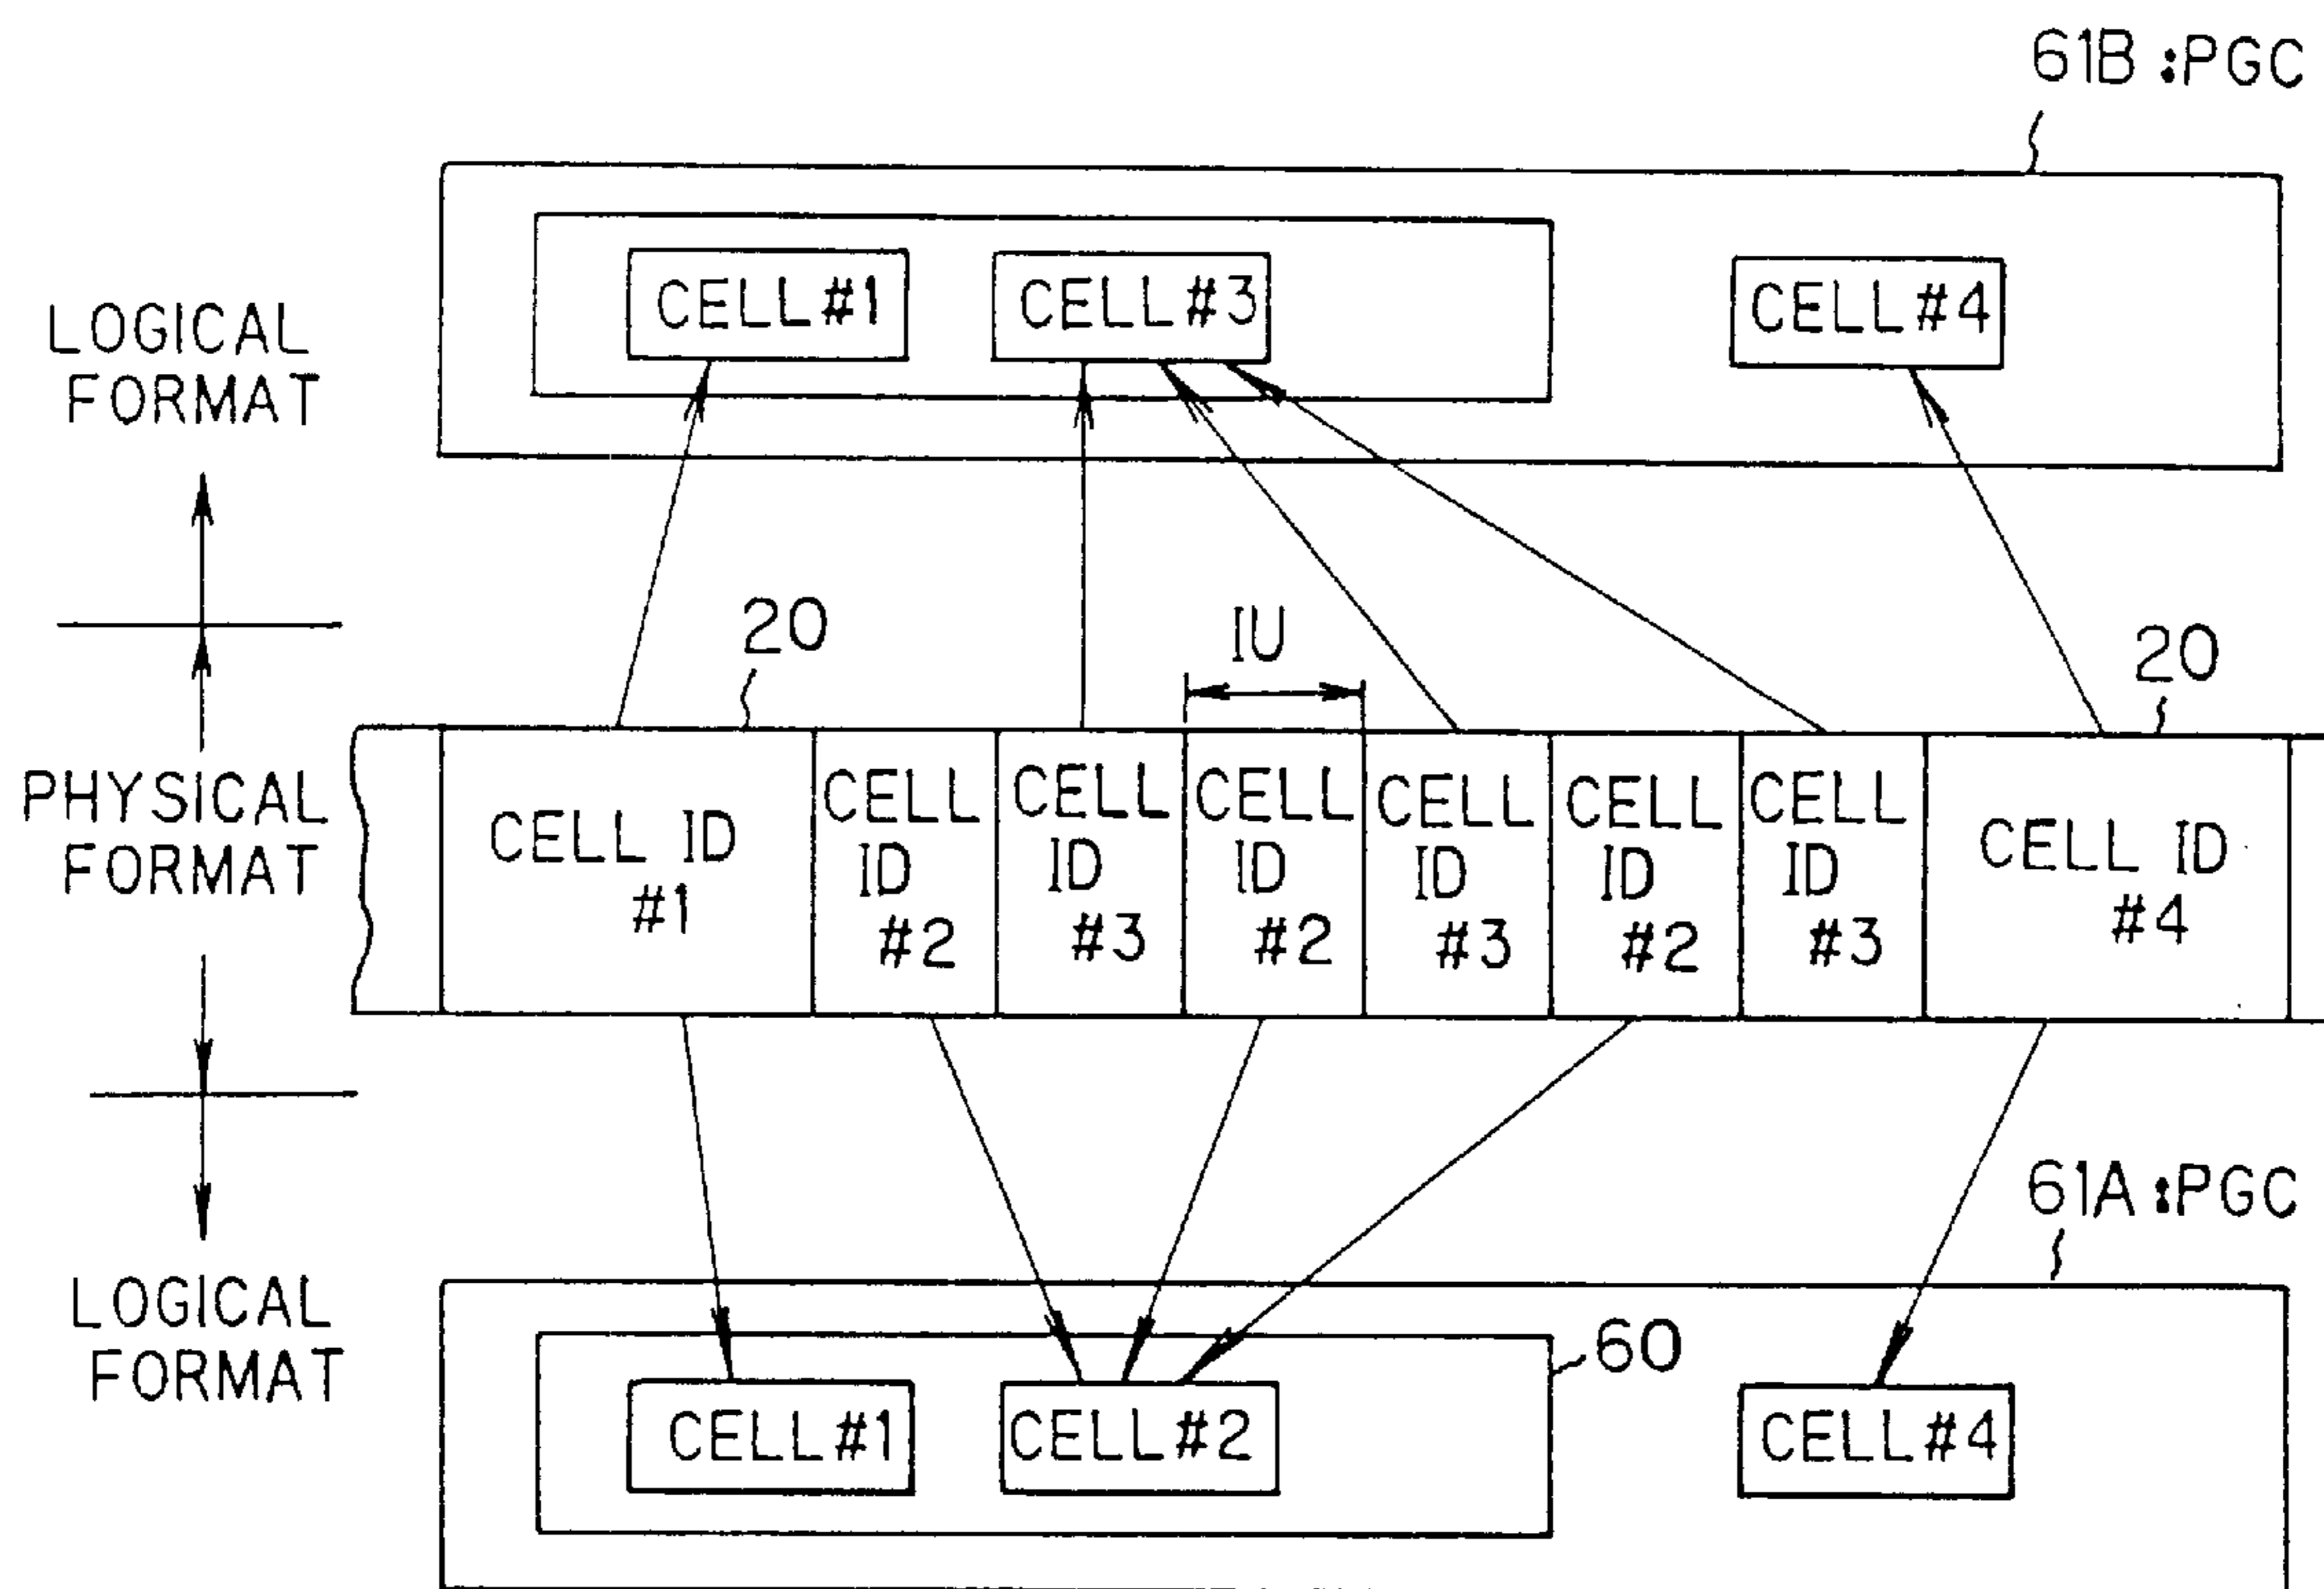 61B :PGC
CELL #1
CELL #3
CELL #4
LOGICAL
FORMAT
20
IU
20
PHYSICAL
FORMAT
CELL ID
#1
CELL
ID
#2
CELL
ID
#3
CELL
ID
#2
CELL
ID
#3
CELL
ID
#2
CELL
ID
#3
CELL ID
#4
61A :PGC
LOGICAL
FORMAT
60
CELL #1
CELL #2
CELL #4